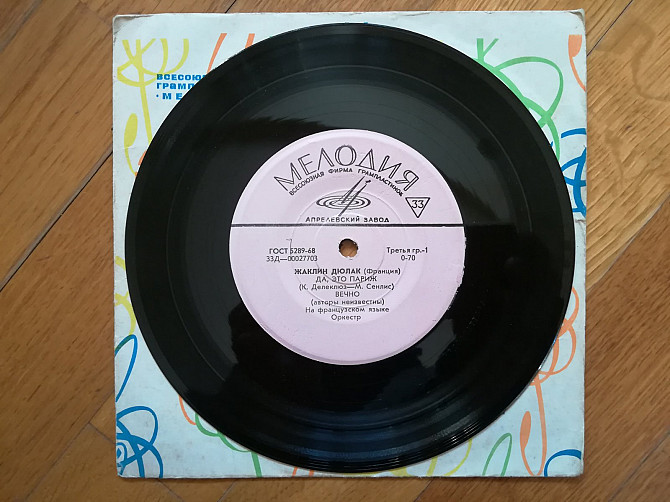 ВСЕСОЮ
ГРАМП
• МЕ
МЕЛОДИЯ
ВСЕСОЮЗНАЯ ФИРМА ГРАМПЛАСТИНОК
33
АПРЕЛЕВСКИЙ ЗАВОД
ГОСТ 5289-68
Третья гр.-1
33Д—00027703
0-70
ЖАКЛИН ДЮЛАК (Франция)
ДА, ЭТО ПАРИЖ
(К. Делеклюз—М. Сенлис)
ВЕЧНО
(авторы неизвестны)
На французском языке
Оркестр